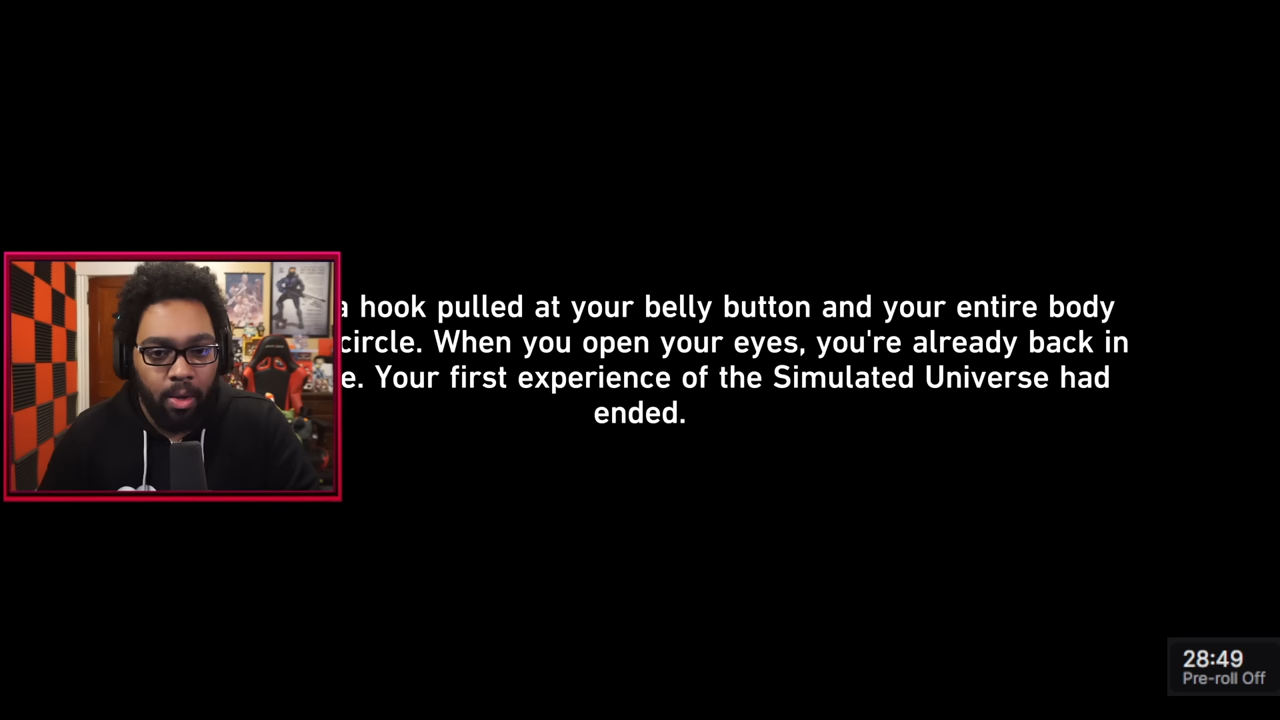 a hook pulled at your belly button and your entire body
circle. When you open your eyes, you're already back in
e. Your first experience of the Simulated Universe had
ended.
28:49
Pre-roll Off